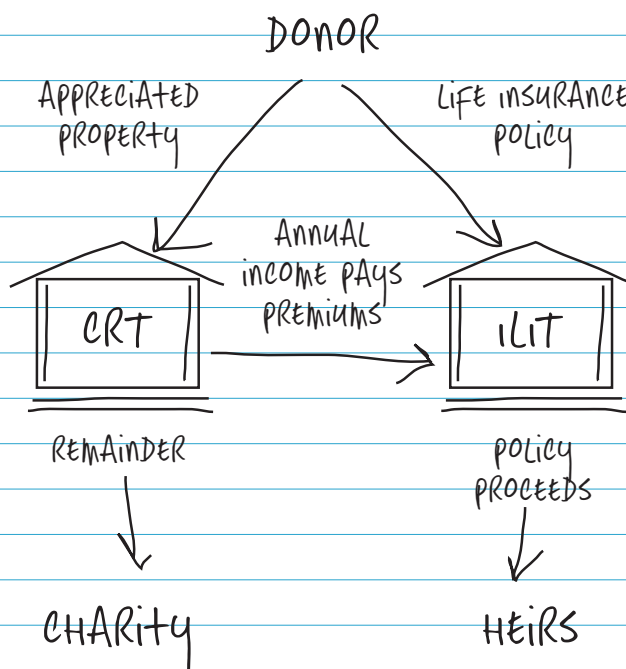 DONOR
APPRECIATED
PROPERTY
LIFE INSURANCE
POLICY
ANNUAL
INCOME PAYS
PREMIUMS
CRT
ILIT
REMAINDER
POLICY
PROCEEDS
CHARITY
HEIRS